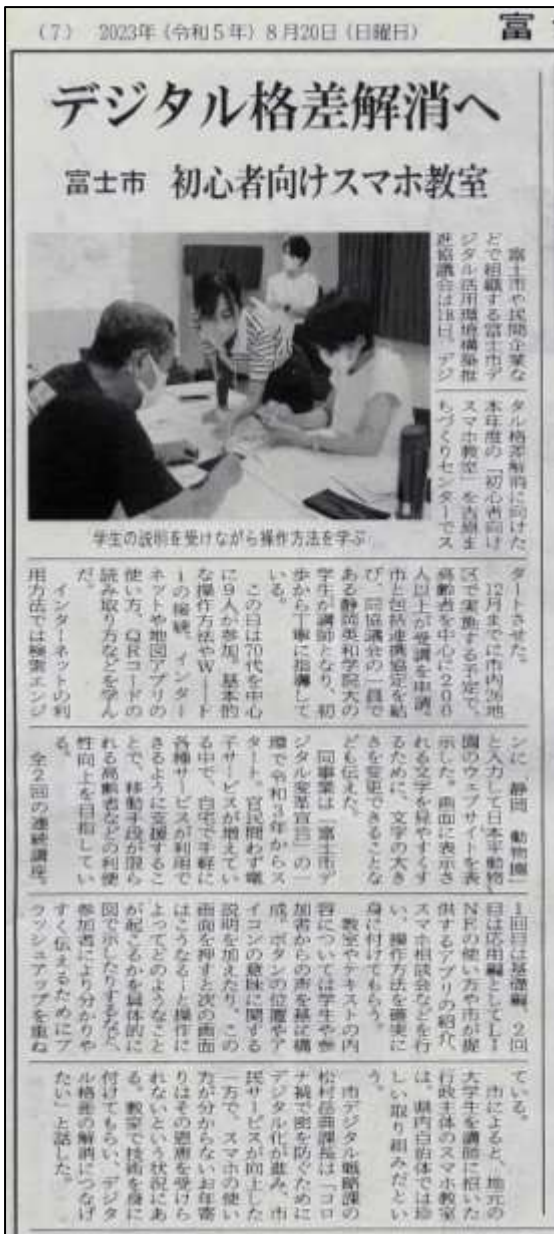 (7) 2023年(令和5年)8月20日(日曜日) 富
デジタル格差解消へ
富士市 初心者向けスマホ教室
富士市や民間企業な
どで組織する富士市デ
ジタル活用環境構築推
進協議会は18日、デジ
タル格差解消に向けた
本年度の「初心者向け
スマホ教室」を吉原ま
ちづくりセンターでス
学生の説明を受けながら操作方法を学ぶ
タートさせた。
12月までに市内26地
区で実施する予定で、
高齢者を中心に200
人以上が受講を申請。
市と包括連携協定を結
び、同協議会の一員で
ある静岡英和学院大の
学生が講師となり、初
歩から丁寧に指導して
いる。
この日は70代を中心
に9人が参加。基本的
な操作方法やWi―F
iの接続、インター
ネットや地図アプリの
使い方、QRコードの
読み取り方などを学ん
だ。
インターネットの利
用方法では検索エンジ
ンに「静岡 動物園」
と入力して日本平動物
園のウェブサイトを表
示した。画面に表示さ
れる文字を見やすくす
るために、文字の大き
さを変更できることな
ども伝えた。
同事業は「富士市デ
ジタル変革宣言」の一
環で令和3年からス
タート。官民問わず電
子サービスが増えてい
る中で、自宅で手軽に
各種サービスが利用で
きるように支援するこ
とで、移動手段が限ら
れる高齢者などの利便
性向上を目指してい
る。
全2回の連続講座。
1回目は基礎編、2回
目は応用編としてLI
NEの使い方や市が提
供するアプリの紹介、
スマホ相談会などを行
い、操作方法を確実に
身に付けてもらう。
教室やテキストの内
容については学生や参
加者からの声を基に構
成。ボタンの位置やア
イコンの意味に関する
説明を加えたり、この
画面を押すと次の画面
はこうなる―と操作に
よってどのようなこと
が起こるかを具体的に
図で示したりするなど、
参加者により分かりや
すく伝えるためにブ
ラッシュアップを重ね
ている。
市によると、地元の
大学生を講師に招いた
行政主体のスマホ教室
は、県内自治体では珍
しい取り組みだとい
う。
市デジタル戦略課の
松村岳典課長は「コロ
ナ禍で密を防ぐために
デジタル化が進み、市
民サービスが向上した
一方で、スマホの使い
方が分からないお年寄
りはその恩恵を受けら
れないという状況にあ
る。教室で技術を身に
付けてもらい、デジタ
ル格差の解消につなげ
たい」と話した。